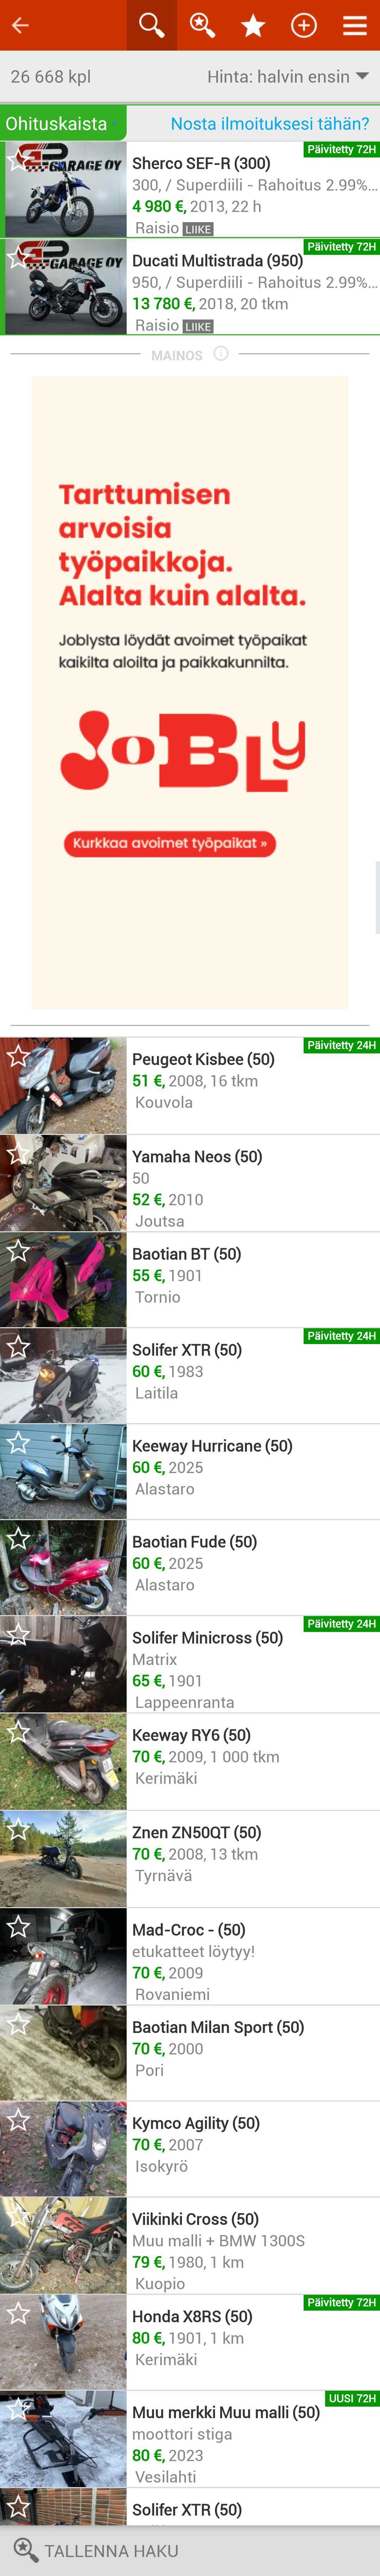 26 668 kpl
Hinta: halvin ensin
Ohituskaista
Nosta ilmoituksesi tähän?
Päivitetty 72H
GARAGE OY
Sherco SEF-R (300)
300, / Superdiili - Rahoitus 2.99%...
4 980 €, 2013, 22 h
Raisio LIIKE
Päivitetty 72H
GARAGE OY
Ducati Multistrada (950)
950, / Superdiili - Rahoitus 2.99%...
13 780 €, 2018, 20 tkm
Raisio LIIKE
MAINOS
Tarttumisen
arvoisia
työpaikkoja.
Alalta kuin alalta.
Joblysta löydät avoimet työpaikat
kaikilta aloilta ja paikkakunnilta.
JOBLY
Kurkkaa avoimet työpaikat »
Päivitetty 24H
Peugeot Kisbee (50)
51 €, 2008, 16 tkm
Kouvola
Yamaha Neos (50)
50
52 €, 2010
Joutsa
Baotian BT (50)
55 €, 1901
Tornio
Päivitetty 24H
Solifer XTR (50)
60 €, 1983
Laitila
Keeway Hurricane (50)
60 €, 2025
Alastaro
Baotian Fude (50)
60 €, 2025
Alastaro
Päivitetty 24H
Solifer Minicross (50)
Matrix
65 €, 1901
Lappeenranta
Keeway RY6 (50)
70 €, 2009, 1 000 tkm
Kerimäki
Znen ZN50QT (50)
70 €, 2008, 13 tkm
Tyrnävä
Mad-Croc - (50)
etukatteet löytyy!
70 €, 2009
Rovaniemi
Baotian Milan Sport (50)
70 €, 2000
Pori
Kymco Agility (50)
70 €, 2007
Isokyrö
Viikinki Cross (50)
Muu malli + BMW 1300S
79 €, 1980, 1 km
Kuopio
Päivitetty 72H
Honda X8RS (50)
80 €, 1901, 1 km
Kerimäki
UUSI 72H
Muu merkki Muu malli (50)
moottori stiga
80 €, 2023
Vesilahti
Solifer XTR (50)
TALLENNA HAKU